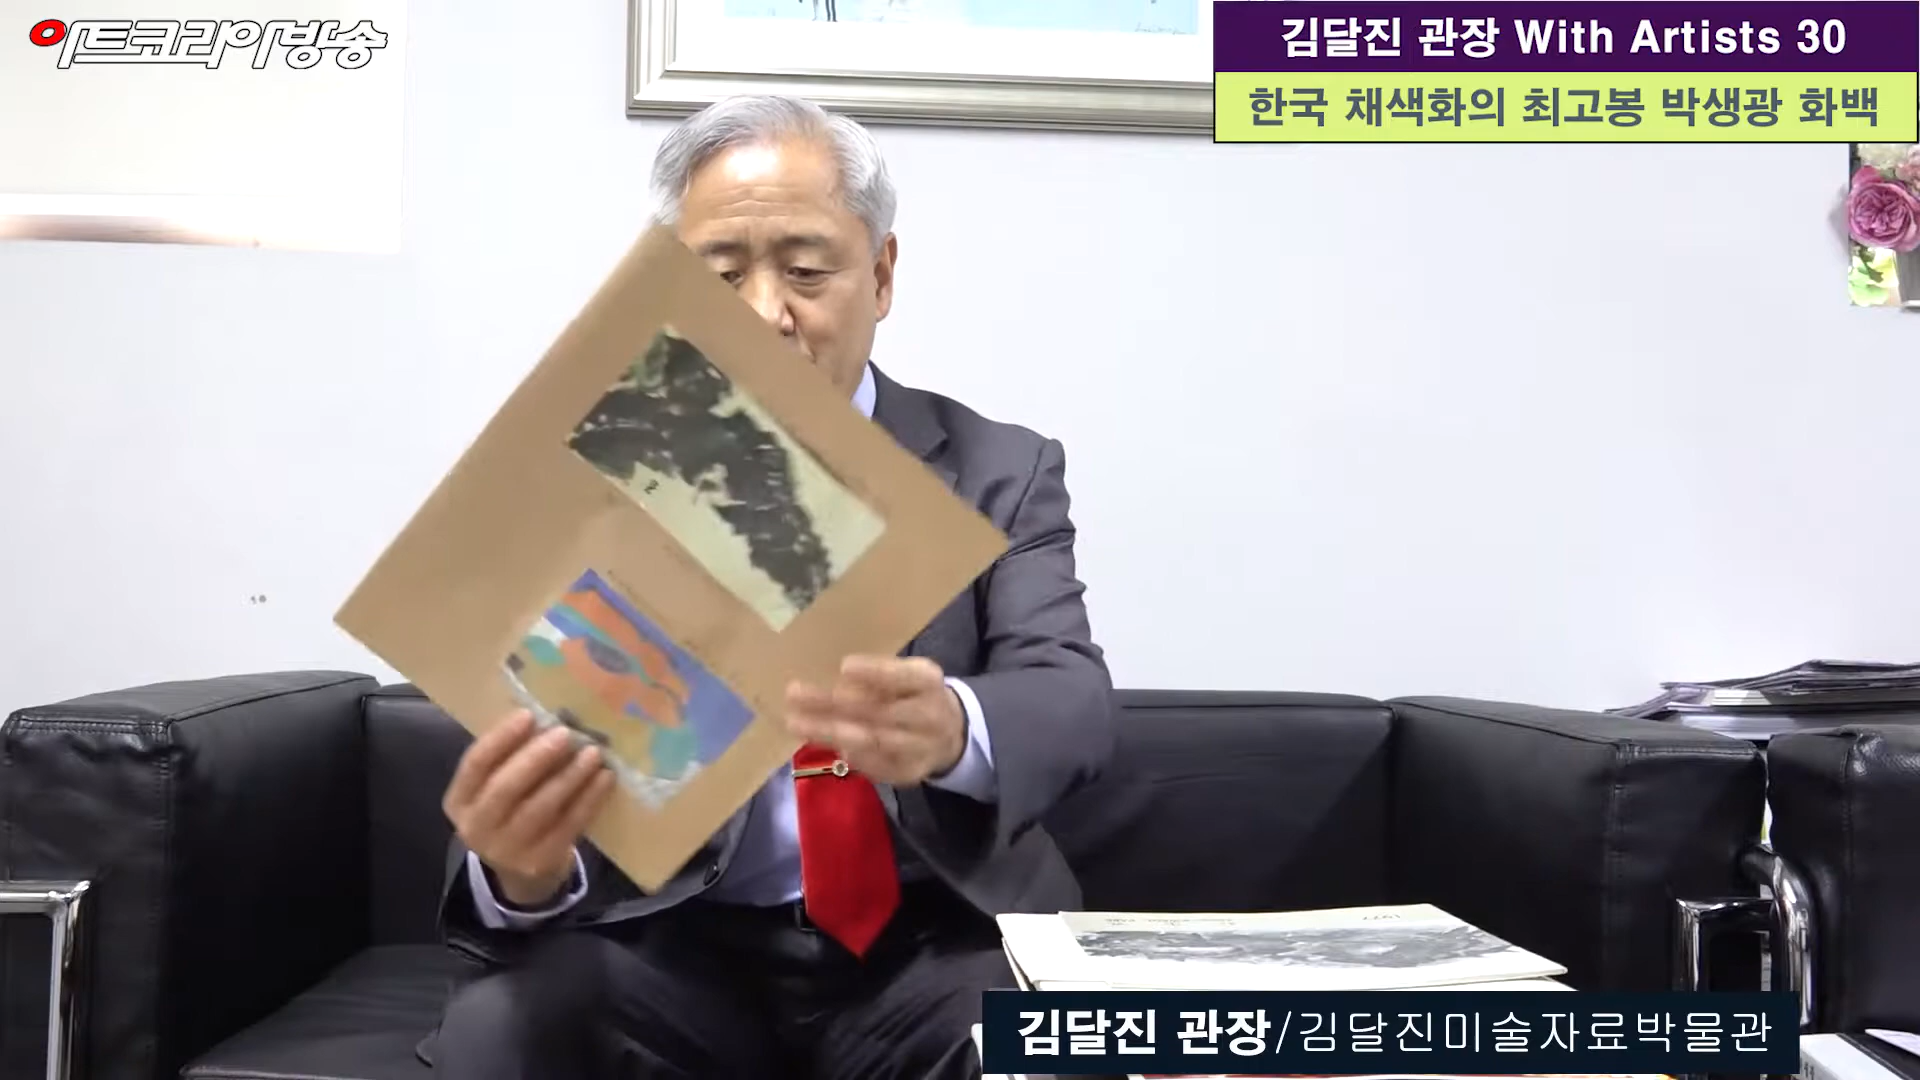 아트코리아방송
김달진 관장 With Artists 30
한국 채색화의 최고봉 박생광 화백
1977
김달진 관장/김달진미술자료박물관